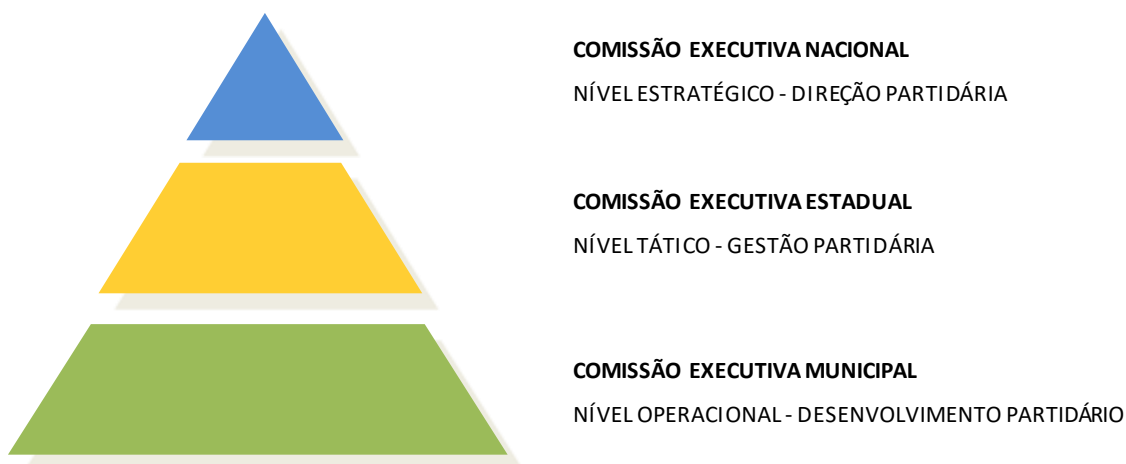 COMISSÃO EXECUTIVA NACIONAL
NÍVEL ESTRATÉGICO - DIREÇÃO PARTIDÁRIA
COMISSÃO EXECUTIVA ESTADUAL
NÍVEL TÁTICO - GESTÃO PARTIDÁRIA
COMISSÃO EXECUTIVA MUNICIPAL
NÍVEL OPERACIONAL - DESENVOLVIMENTO PARTIDÁRIO